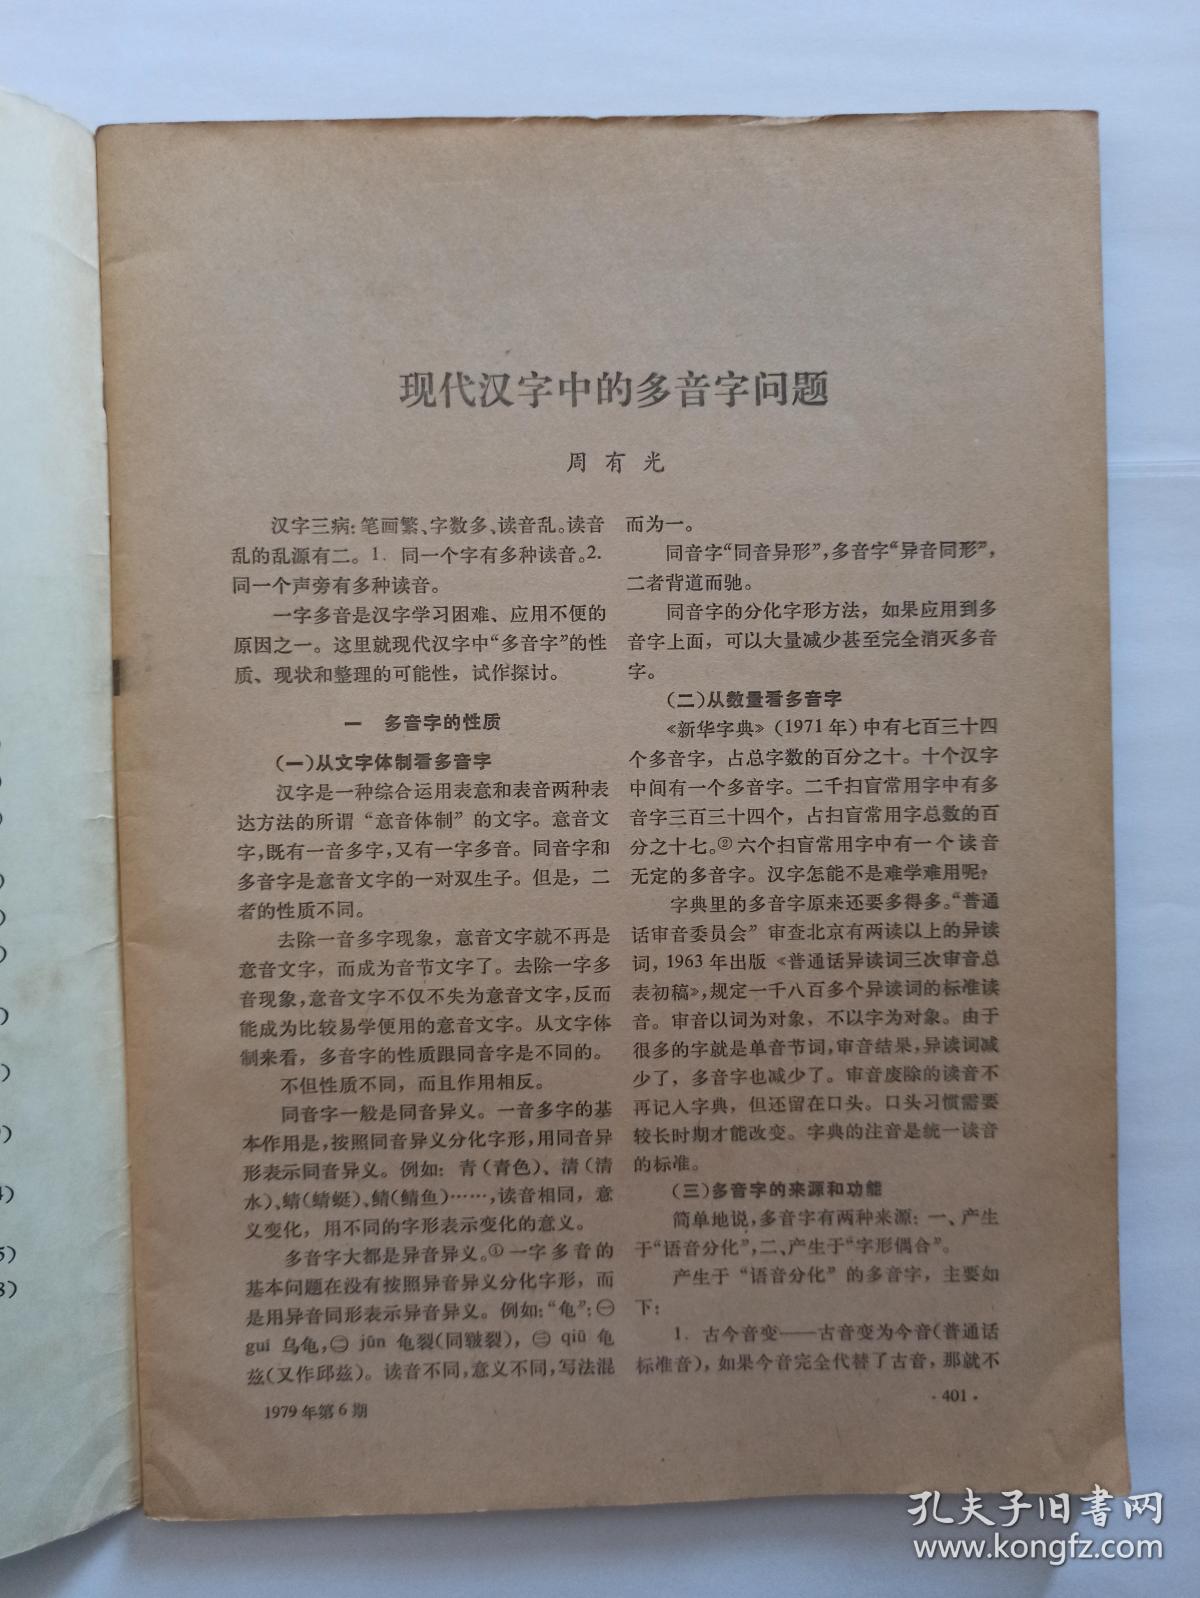 现代汉字中的多音字问题
周有光
汉字三病：笔画繁、字数多、读音乱。读音
乱的乱源有二。1. 同一个字有多种读音。2.
同一个声旁有多种读音。
一字多音是汉字学习困难、应用不便的
原因之一。这里就现代汉字中“多音字”的性
质、现状和整理的可能性，试作探讨。
一 多音字的性质
（一）从文字体制看多音字
汉字是一种综合运用表意和表音两种表
达方法的所谓“意音体制”的文字。意音文
字，既有一音多字，又有一字多音。同音字和
多音字是意音文字的一对双生子。但是，二
者的性质不同。
去除一音多字现象，意音文字就不再是
意音文字，而成为音节文字了。去除一字多
音现象，意音文字不仅不失为意音文字，反而
能成为比较易学便用的意音文字。从文字体
制来看，多音字的性质跟同音字是不同的。
不但性质不同，而且作用相反。
同音字一般是同音异义。一音多字的基
本作用是，按照同音异义分化字形，用同音异
形表示同音异义。例如：青（青色）、清（清
水）、蜻（蜻蜓）、鲭（鲭鱼）……，读音相同，意
义变化，用不同的字形表示变化的意义。
多音字大都是异音异义。①一字多音的
基本问题在没有按照异音异义分化字形，而
是用异音同形表示异音异义。例如：“龟”：㊀
gui 乌龟，㊁ jūn 龟裂（同皲裂），㊂ qiū 龟
兹（又作邱兹）。读音不同，意义不同，写法混
而为一。
同音字“同音异形”，多音字“异音同形”，
二者背道而驰。
同音字的分化字形方法，如果应用到多
音字上面，可以大量减少甚至完全消灭多音
字。
（二）从数量看多音字
《新华字典》（1971年）中有七百三十四
个多音字，占总字数的百分之十。十个汉字
中间有一个多音字。二千扫盲常用字中有多
音字三百三十四个，占扫盲常用字总数的百
分之十七。②六个扫盲常用字中有一个读音
无定的多音字。汉字怎能不是难学难用呢？
字典里的多音字原来还要多得多。“普通
话审音委员会”审查北京有两读以上的异读
词，1963年出版《普通话异读词三次审音总
表初稿》，规定一千八百多个异读词的标准读
音。审音以词为对象，不以字为对象。由于
很多的字就是单音节词，审音结果，异读词减
少了，多音字也减少了。审音废除的读音不
再记入字典，但还留在口头。口头习惯需要
较长时期才能改变。字典的注音是统一读音
的标准。
（三）多音字的来源和功能
简单地说，多音字有两种来源：一、产生
于“语音分化”，二、产生于“字形偶合”。
产生于“语音分化”的多音字，主要如
下：
1. 古今音变——古音变为今音（普通话
标准音），如果今音完全代替了古音，那就不
1979年第6期
·401·
孔夫子旧书网
www.kongfz.com